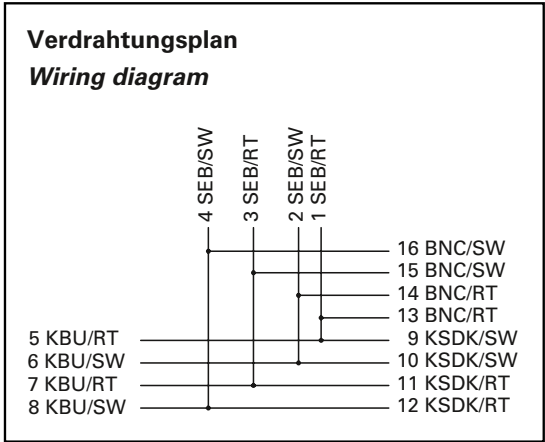 Verdrahtungsplan
Wiring diagram
4 SEB/SW
3 SEB/RT
2 SEB/SW
1 SEB/RT
16 BNC/SW
15 BNC/SW
14 BNC/RT
13 BNC/RT
5 KBU/RT
9 KSDK/SW
6 KBU/SW
10 KSDK/SW
7 KBU/RT
11 KSDK/RT
8 KBU/SW
12 KSDK/RT